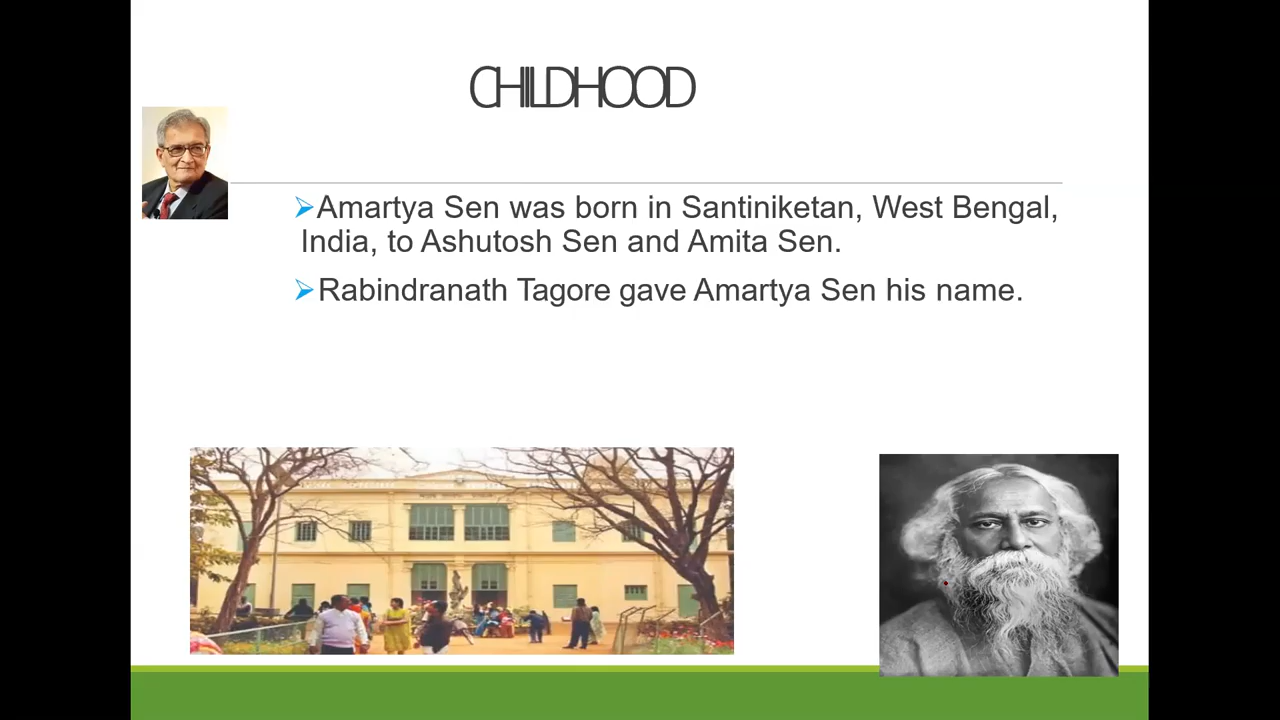 CHILDHOOD
➢Amartya Sen was born in Santiniketan, West Bengal,
India, to Ashutosh Sen and Amita Sen.
➢Rabindranath Tagore gave Amartya Sen his name.